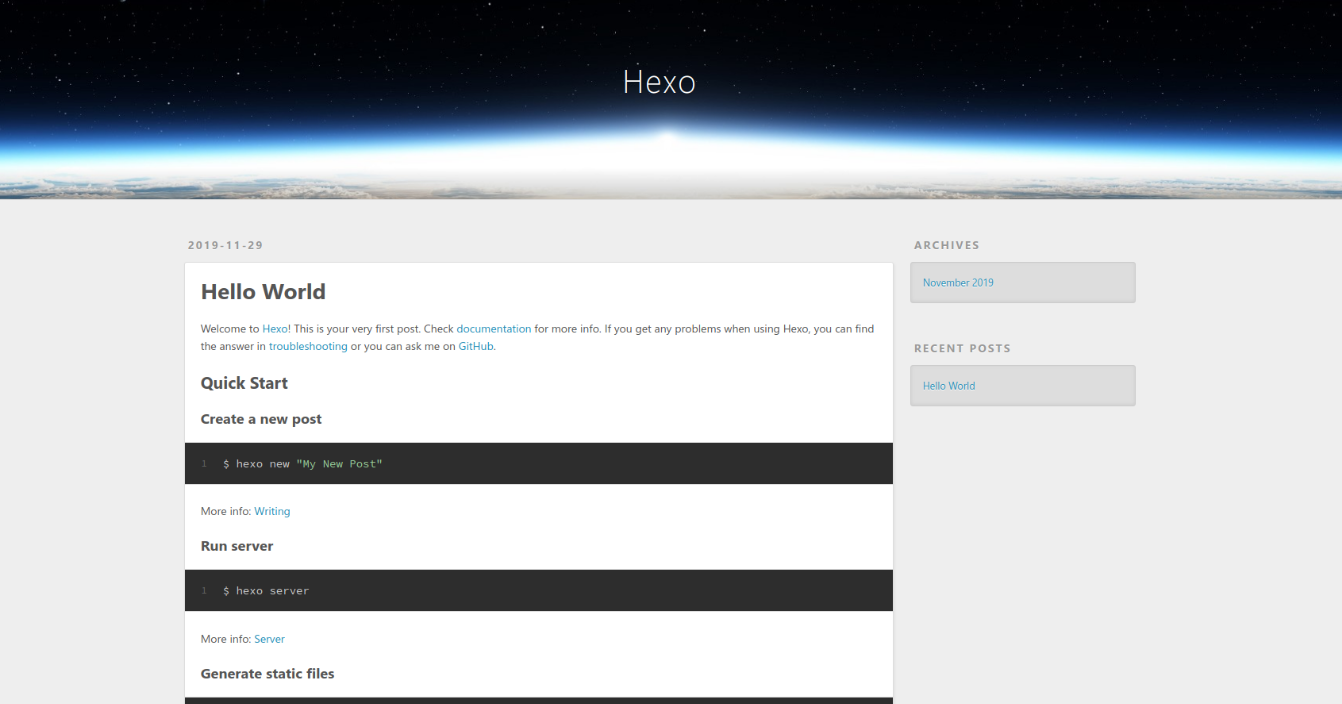 Hexo
2019-11-29
Hello World
Welcome to Hexo! This is your very first post. Check documentation for more info. If you get any problems when using Hexo, you can find
the answer in troubleshooting or you can ask me on GitHub.
Quick Start
Create a new post
1 $ hexo new "My New Post"
More info: Writing
Run server
1 $ hexo server
More info: Server
Generate static files
ARCHIVES
November 2019
RECENT POSTS
Hello World